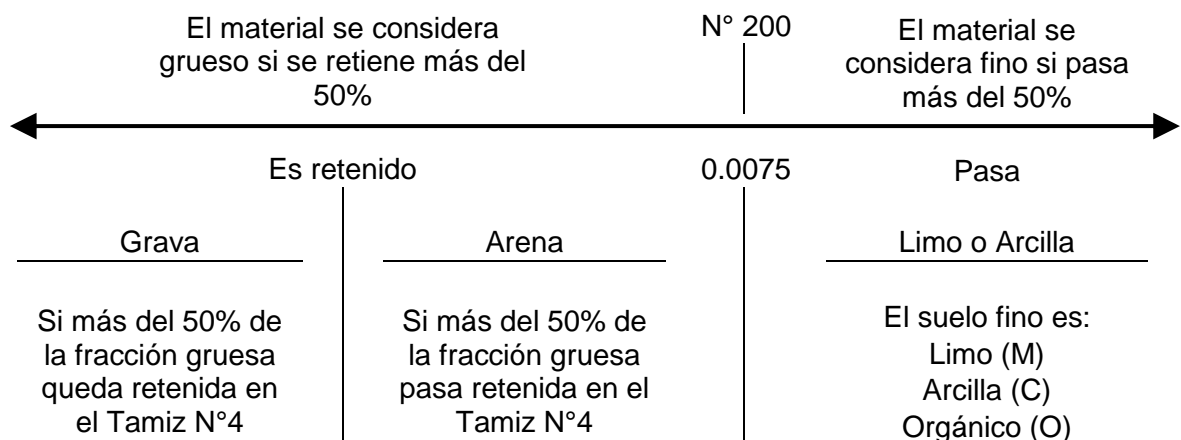 El material se considera
grueso si se retiene más del
50%
N° 200
El material se
considera fino si pasa
más del 50%
Es retenido
0.0075
Pasa
Grava
Arena
Limo o Arcilla
Si más del 50% de
la fracción gruesa
queda retenida en
el Tamiz N°4
Si más del 50% de
la fracción gruesa
pasa retenida en el
Tamiz N°4
El suelo fino es:
Limo (M)
Arcilla (C)
Orgánico (O)